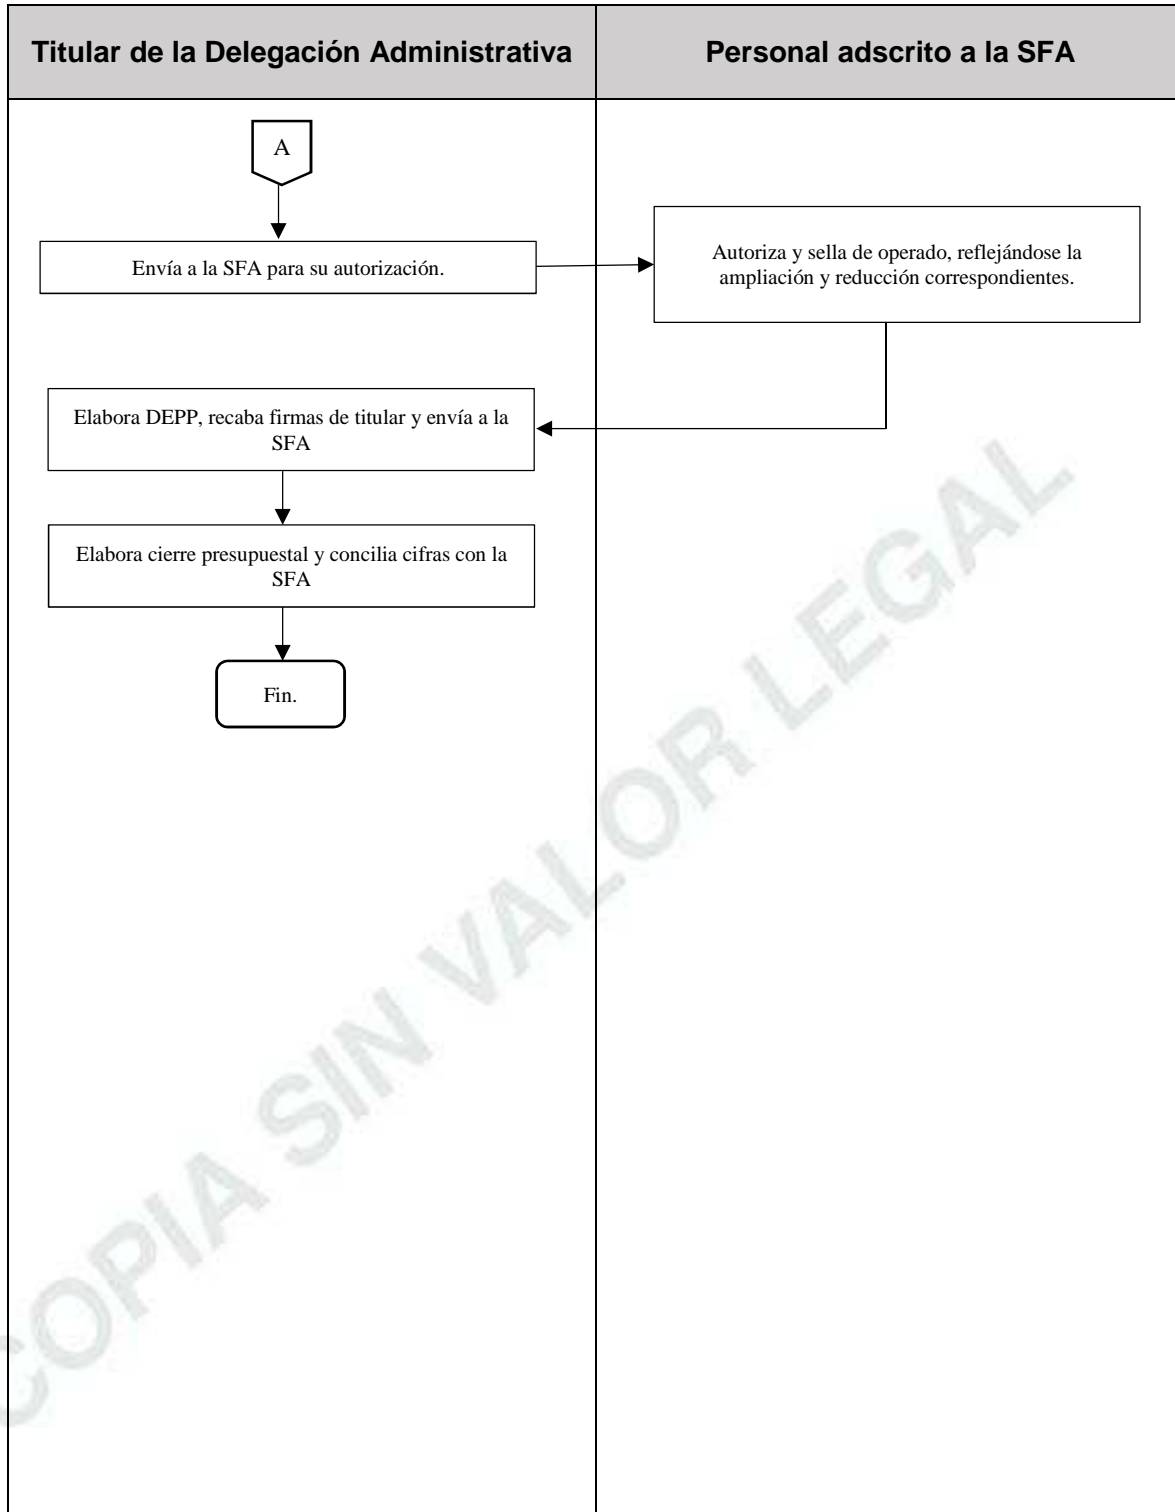 Titular de la Delegación Administrativa
Personal adscrito a la SFA
A
Envía a la SFA para su autorización.
Autoriza y sella de operado, reflejándose la
ampliación y reducción correspondientes.
Elabora DEPP, recaba firmas de titular y envía a la
SFA
Elabora cierre presupuestal y concilia cifras con la
SFA
Fin.
COPIA SIN VALOR LEGAL